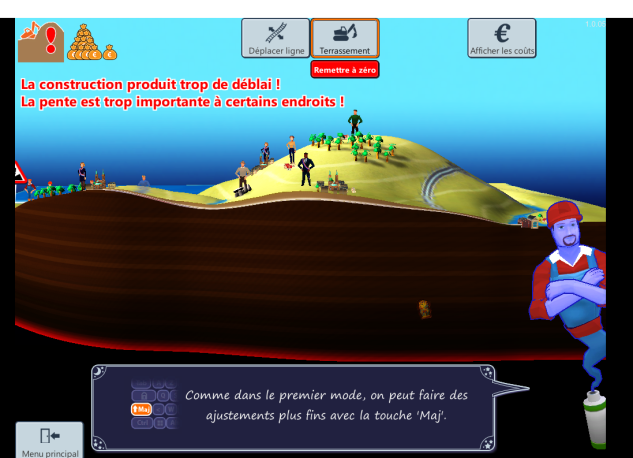 Déplacer ligne
Terrassement
Afficher les coûts
Remettre à zéro
La construction produit trop de déblai !
La pente est trop importante à certains endroits !
Comme dans le premier mode, on peut faire des
Maj
ajustements plus fins avec la touche 'Maj'.
Menu principal